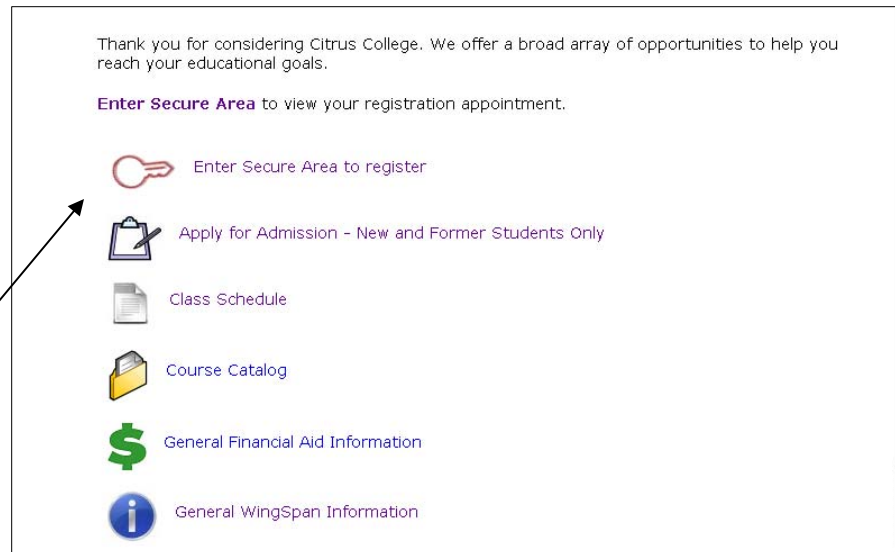 Thank you for considering Citrus College. We offer a broad array of opportunities to help you
reach your educational goals.
Enter Secure Area to view your registration appointment.
Enter Secure Area to register
Apply for Admission - New and Former Students Only
Class Schedule
Course Catalog
General Financial Aid Information
General WingSpan Information